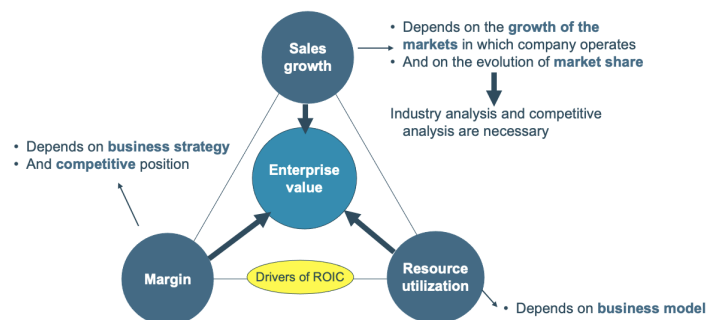 Sales
growth
• Depends on the growth of the
markets in which company operates
• And on the evolution of market share
Industry analysis and competitive
analysis are necessary
• Depends on business strategy
• And competitive position
Enterprise
value
Margin
Drivers of ROIC
Resource
utilization
• Depends on business model